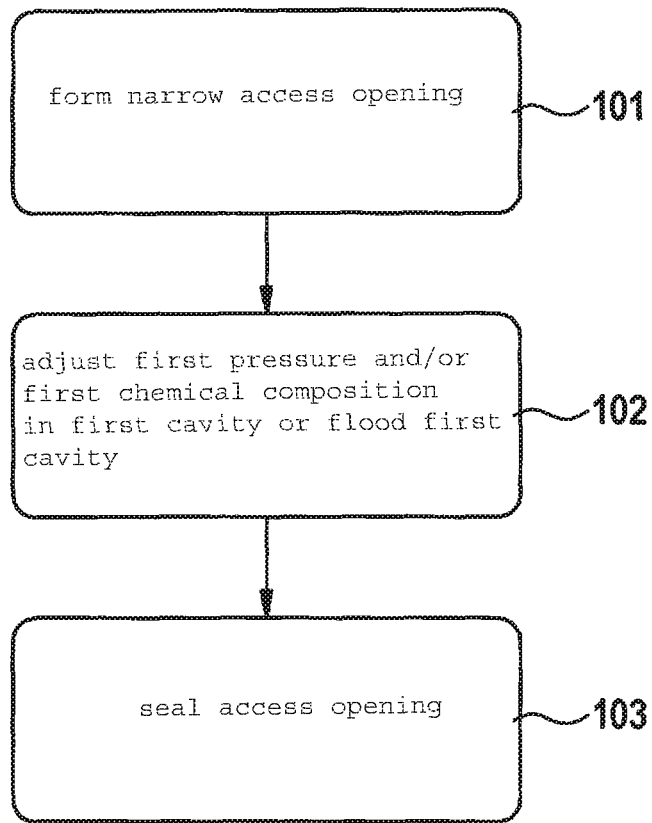 form narrow access opening
101
adjust first pressure and/or
first chemical composition
in first cavity or flood first
cavity
102
seal access opening
103